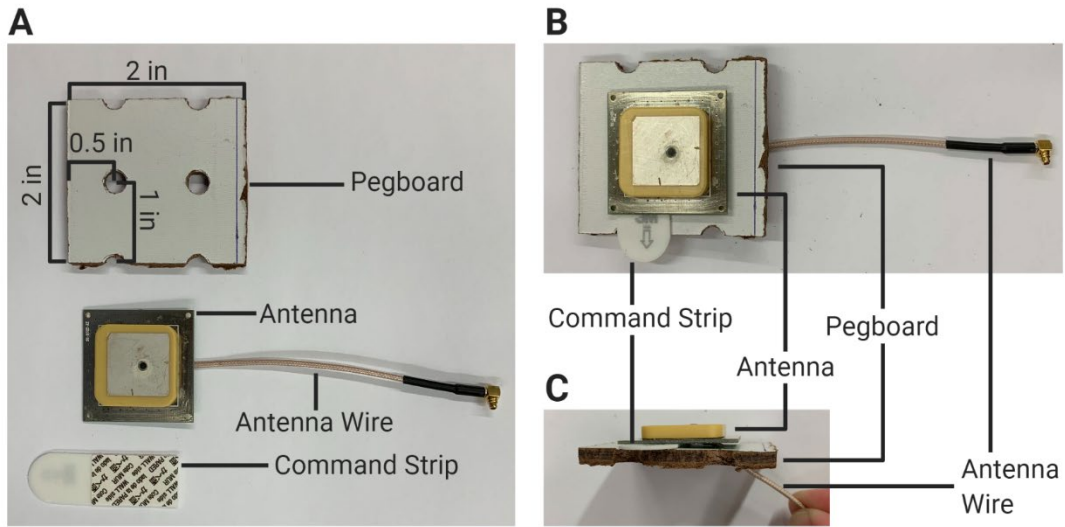 A
2 in
2 in
0.5 in
1 in
Pegboard
Antenna
Antenna Wire
Command Strip
B
3M
Command Strip
Pegboard
Antenna
C
Antenna
Wire